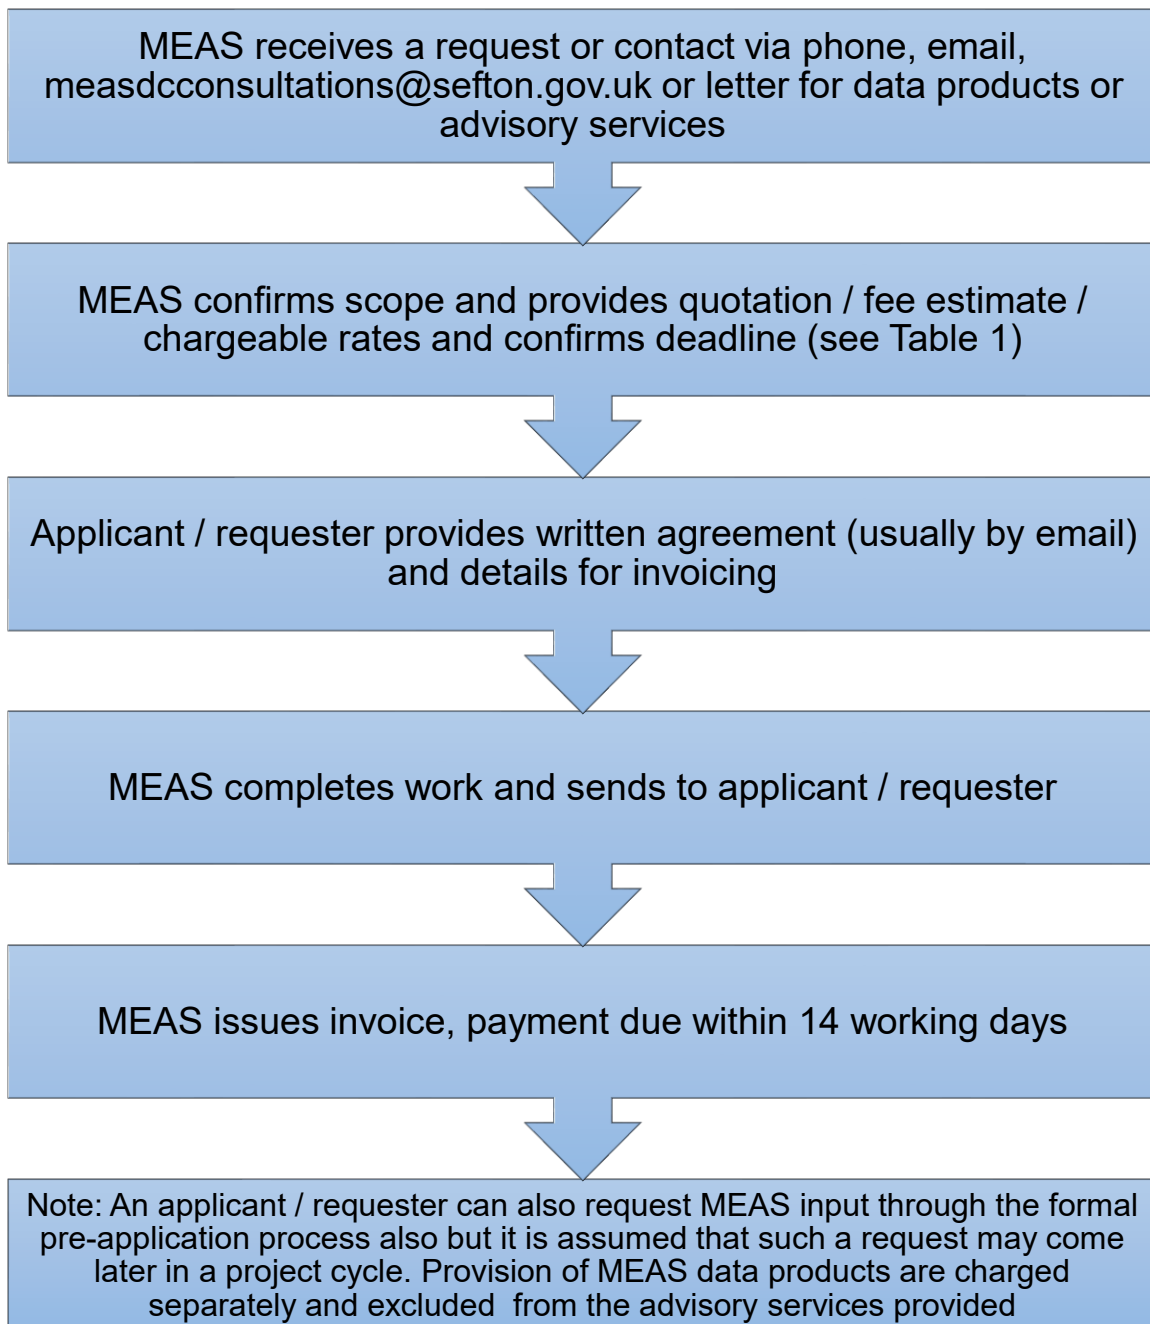 MEAS receives a request or contact via phone, email,
measdcconsultations@sefton.gov.uk or letter for data products or
advisory services
MEAS confirms scope and provides quotation / fee estimate /
chargeable rates and confirms deadline (see Table 1)
Applicant / requester provides written agreement (usually by email)
and details for invoicing
MEAS completes work and sends to applicant / requester
MEAS issues invoice, payment due within 14 working days
Note: An applicant / requester can also request MEAS input through the formal
pre-application process also but it is assumed that such a request may come
later in a project cycle. Provision of MEAS data products are charged
separately and excluded  from the advisory services provided